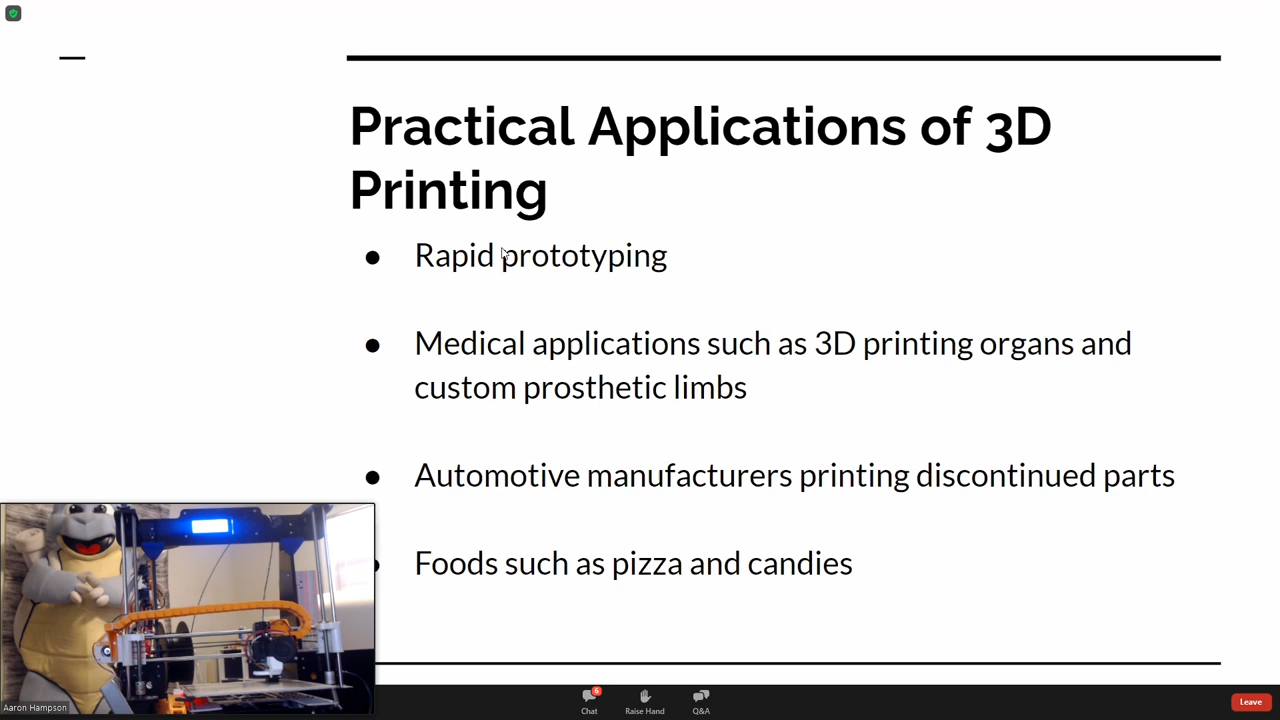 Practical Applications of 3D
Printing
● Rapid prototyping
● Medical applications such as 3D printing organs and
custom prosthetic limbs
● Automotive manufacturers printing discontinued parts
● Foods such as pizza and candies
Aaron Hampson
6
Chat
Raise Hand
Q&A
Leave